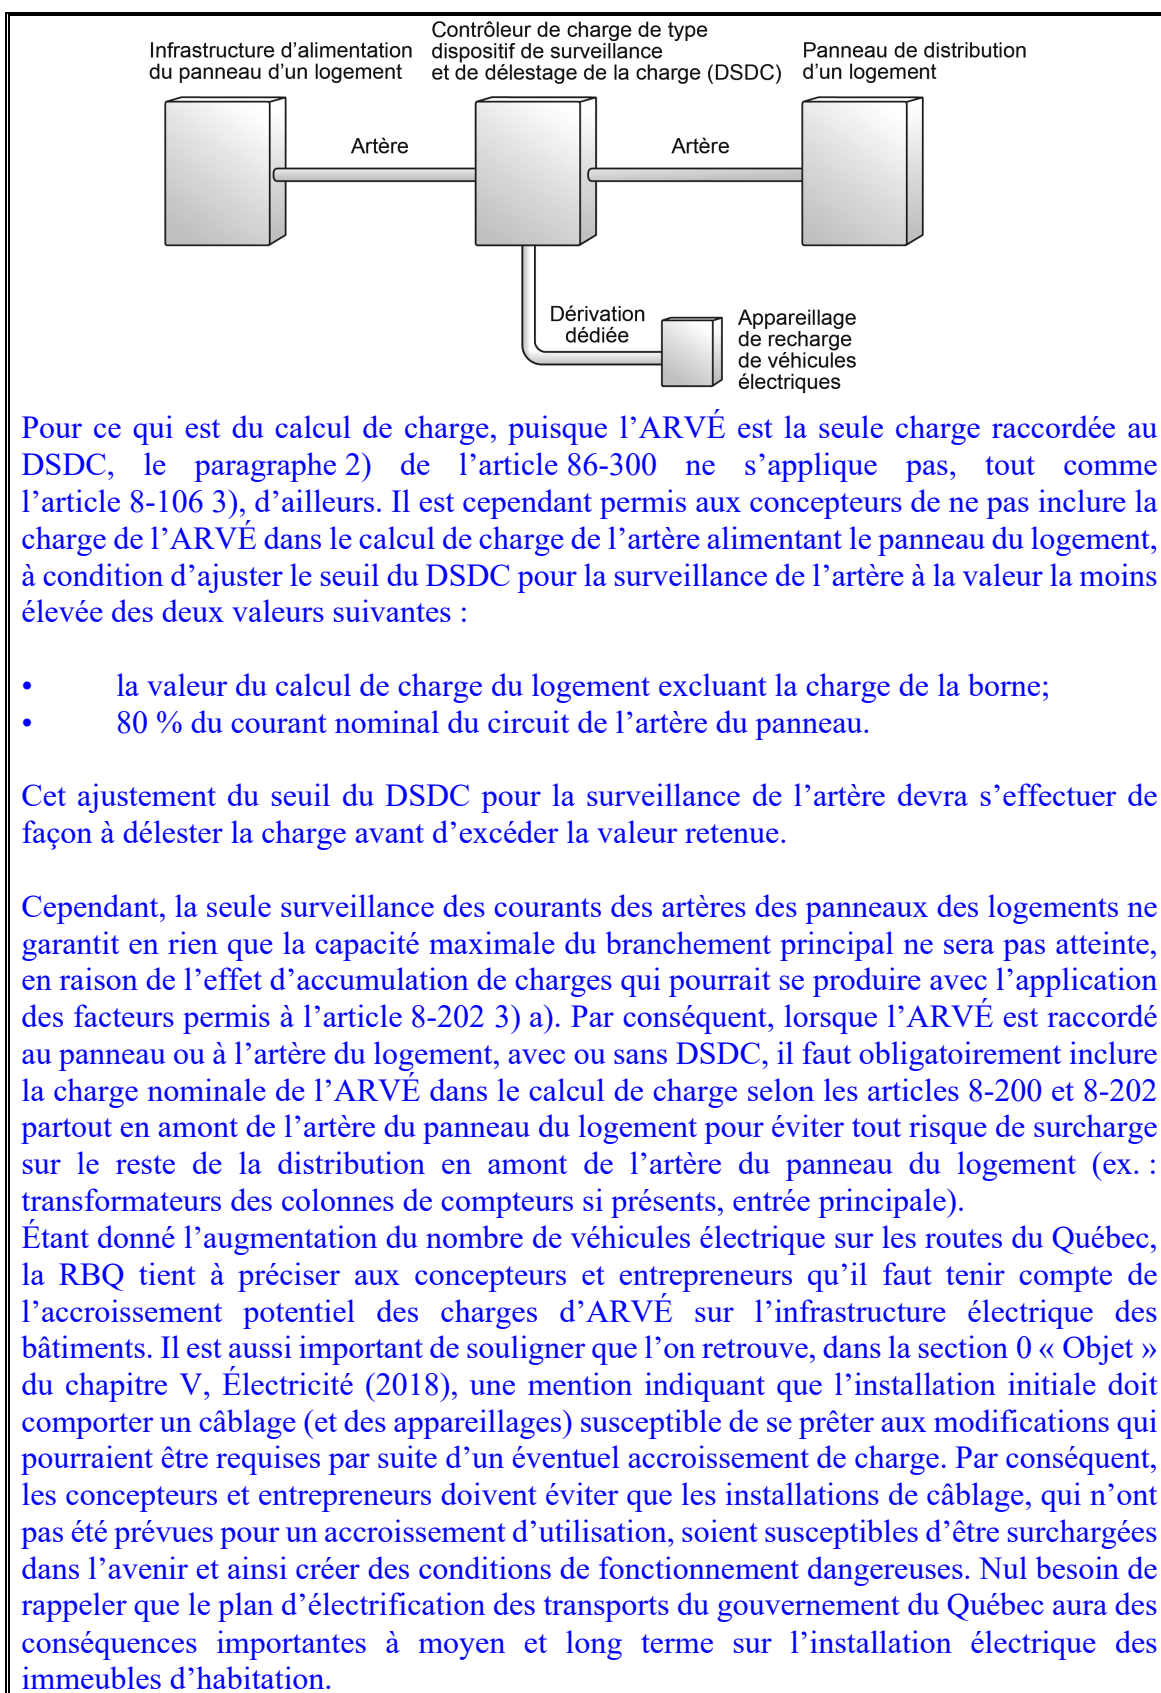 Infrastructure d’alimentation
du panneau d’un logement
Contrôleur de charge de type
dispositif de surveillance
et de délestage de la charge (DSDC)
Panneau de distribution
d’un logement
Artère
Artère
Dérivation
dédiée
Appareillage
de recharge
de véhicules
électriques
Pour ce qui est du calcul de charge, puisque l’ARVÉ est la seule charge raccordée au
DSDC, le paragraphe 2) de l’article 86-300 ne s’applique pas, tout comme
l’article 8-106 3), d’ailleurs. Il est cependant permis aux concepteurs de ne pas inclure la
charge de l’ARVÉ dans le calcul de charge de l’artère alimentant le panneau du logement,
à condition d’ajuster le seuil du DSDC pour la surveillance de l’artère à la valeur la moins
élevée des deux valeurs suivantes :
• la valeur du calcul de charge du logement excluant la charge de la borne;
• 80 % du courant nominal du circuit de l’artère du panneau.
Cet ajustement du seuil du DSDC pour la surveillance de l’artère devra s’effectuer de
façon à délester la charge avant d’excéder la valeur retenue.
Cependant, la seule surveillance des courants des artères des panneaux des logements ne
garantit en rien que la capacité maximale du branchement principal ne sera pas atteinte,
en raison de l’effet d’accumulation de charges qui pourrait se produire avec l’application
des facteurs permis à l’article 8-202 3) a). Par conséquent, lorsque l’ARVÉ est raccordé
au panneau ou à l’artère du logement, avec ou sans DSDC, il faut obligatoirement inclure
la charge nominale de l’ARVÉ dans le calcul de charge selon les articles 8-200 et 8-202
partout en amont de l’artère du panneau du logement pour éviter tout risque de surcharge
sur le reste de la distribution en amont de l’artère du panneau du logement (ex. :
transformateurs des colonnes de compteurs si présents, entrée principale).
Étant donné l’augmentation du nombre de véhicules électrique sur les routes du Québec,
la RBQ tient à préciser aux concepteurs et entrepreneurs qu’il faut tenir compte de
l’accroissement potentiel des charges d’ARVÉ sur l’infrastructure électrique des
bâtiments. Il est aussi important de souligner que l’on retrouve, dans la section 0 « Objet »
du chapitre V, Électricité (2018), une mention indiquant que l’installation initiale doit
comporter un câblage (et des appareillages) susceptible de se prêter aux modifications qui
pourraient être requises par suite d’un éventuel accroissement de charge. Par conséquent,
les concepteurs et entrepreneurs doivent éviter que les installations de câblage, qui n’ont
pas été prévues pour un accroissement d’utilisation, soient susceptibles d’être surchargées
dans l’avenir et ainsi créer des conditions de fonctionnement dangereuses. Nul besoin de
rappeler que le plan d’électrification des transports du gouvernement du Québec aura des
conséquences importantes à moyen et long terme sur l’installation électrique des
immeubles d’habitation.